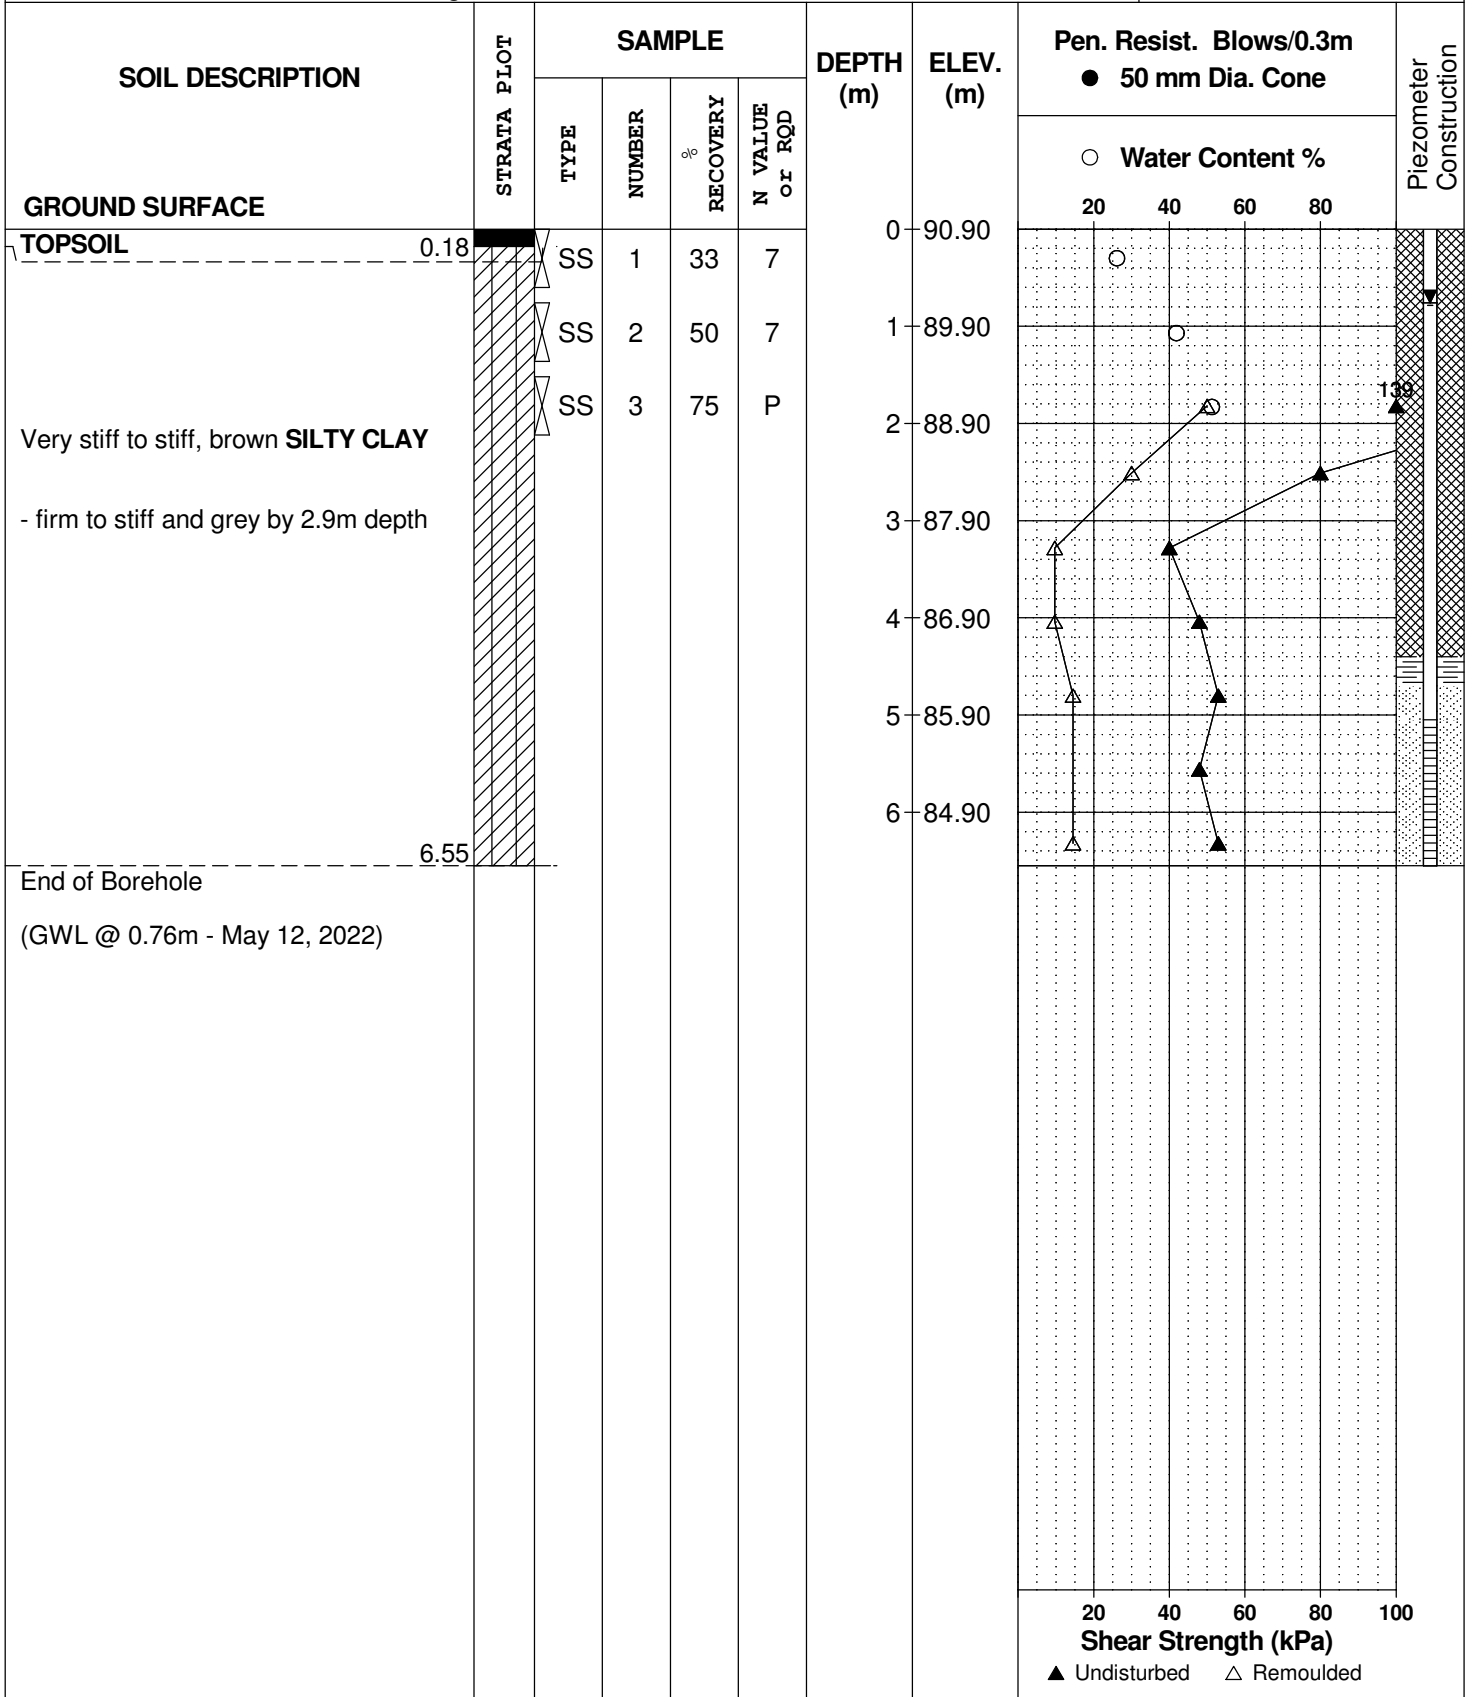 SOIL DESCRIPTION
GROUND SURFACE
STRATA PLOT
SAMPLE
TYPE
NUMBER
%
RECOVERY
N VALUE
or RQD
DEPTH
(m)
ELEV.
(m)
Pen. Resist. Blows/0.3m
● 50 mm Dia. Cone
○ Water Content %
20 40 60 80
Piezometer
Construction
TOPSOIL 0.18
SS 1 33 7
SS 2 50 7
SS 3 75 P
0 90.90
1 89.90
139
2 88.90
3 87.90
4 86.90
5 85.90
6 84.90
Very stiff to stiff, brown SILTY CLAY
- firm to stiff and grey by 2.9m depth
6.55
End of Borehole
(GWL @ 0.76m - May 12, 2022)
20 40 60 80 100
Shear Strength (kPa)
▲ Undisturbed △ Remoulded